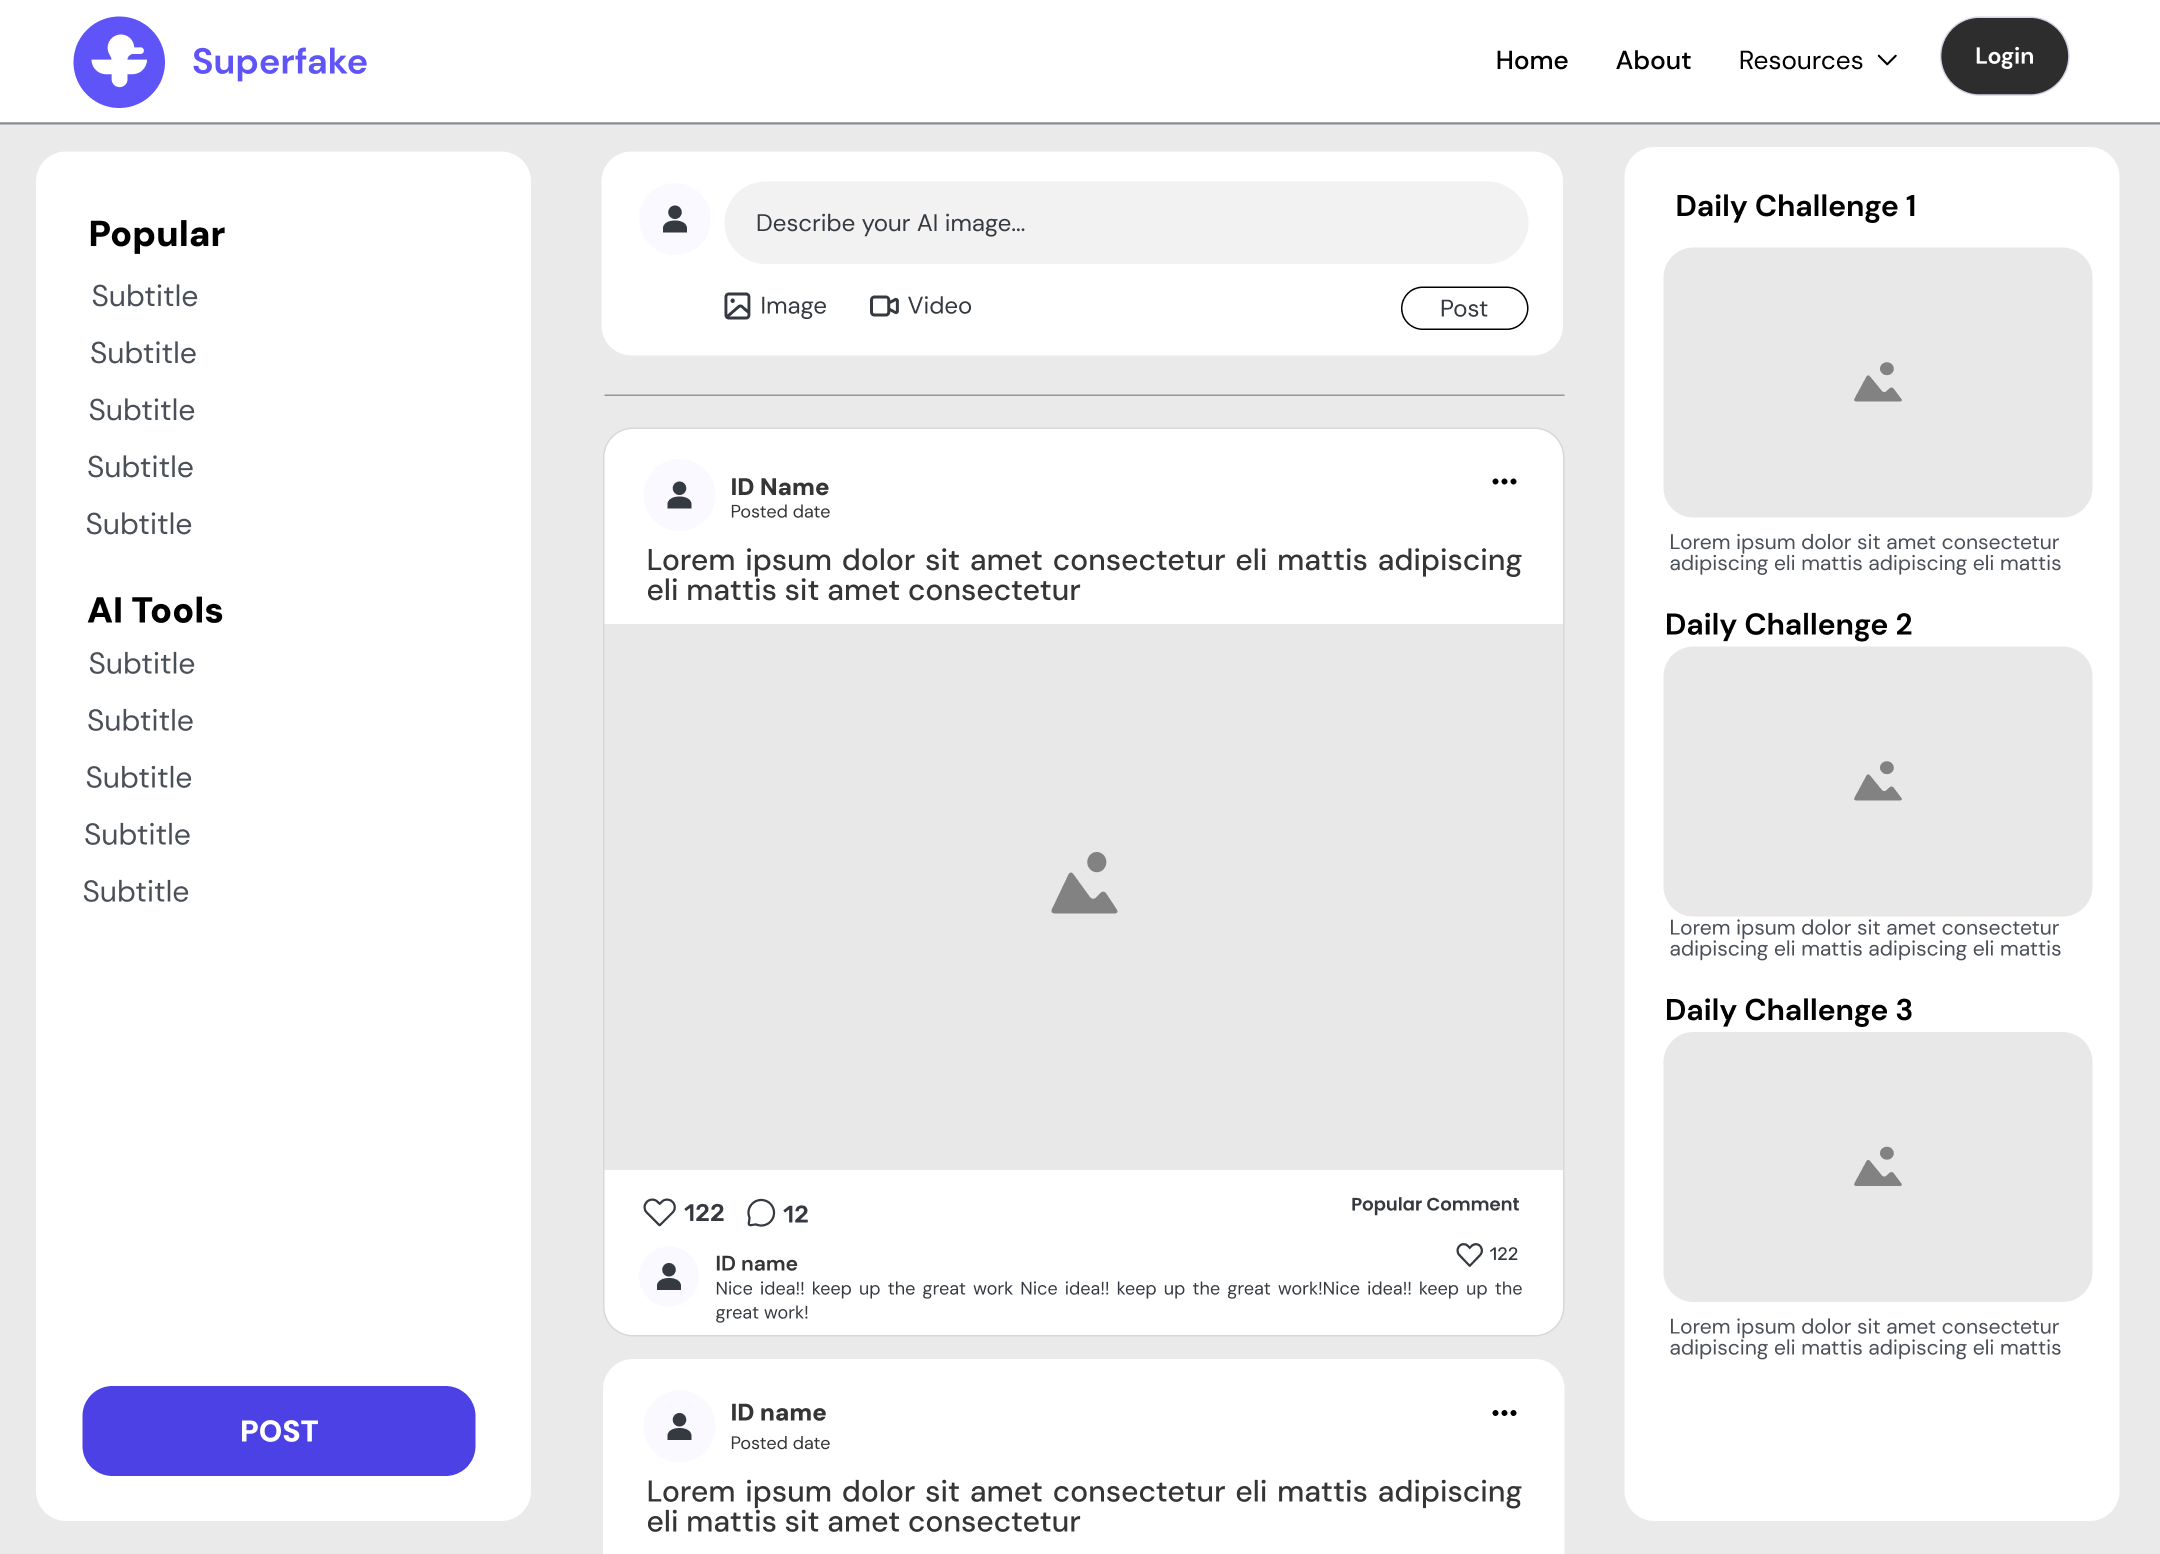 Superfake
Home
About
Resources
Login
Popular
Subtitle
Subtitle
Subtitle
Subtitle
Subtitle
AI Tools
Subtitle
Subtitle
Subtitle
Subtitle
Subtitle
POST
Describe your AI image...
Image
Video
Post
ID Name
Posted date
Lorem ipsum dolor sit amet consectetur eli mattis adipiscing
eli mattis sit amet consectetur
122
12
Popular Comment
ID name
122
Nice idea!! keep up the great work Nice idea!! keep up the great work!Nice idea!! keep up the
great work!
ID name
Posted date
Lorem ipsum dolor sit amet consectetur eli mattis adipiscing
eli mattis sit amet consectetur
Daily Challenge 1
Lorem ipsum dolor sit amet consectetur
adipiscing eli mattis adipiscing eli mattis
Daily Challenge 2
Lorem ipsum dolor sit amet consectetur
adipiscing eli mattis adipiscing eli mattis
Daily Challenge 3
Lorem ipsum dolor sit amet consectetur
adipiscing eli mattis adipiscing eli mattis